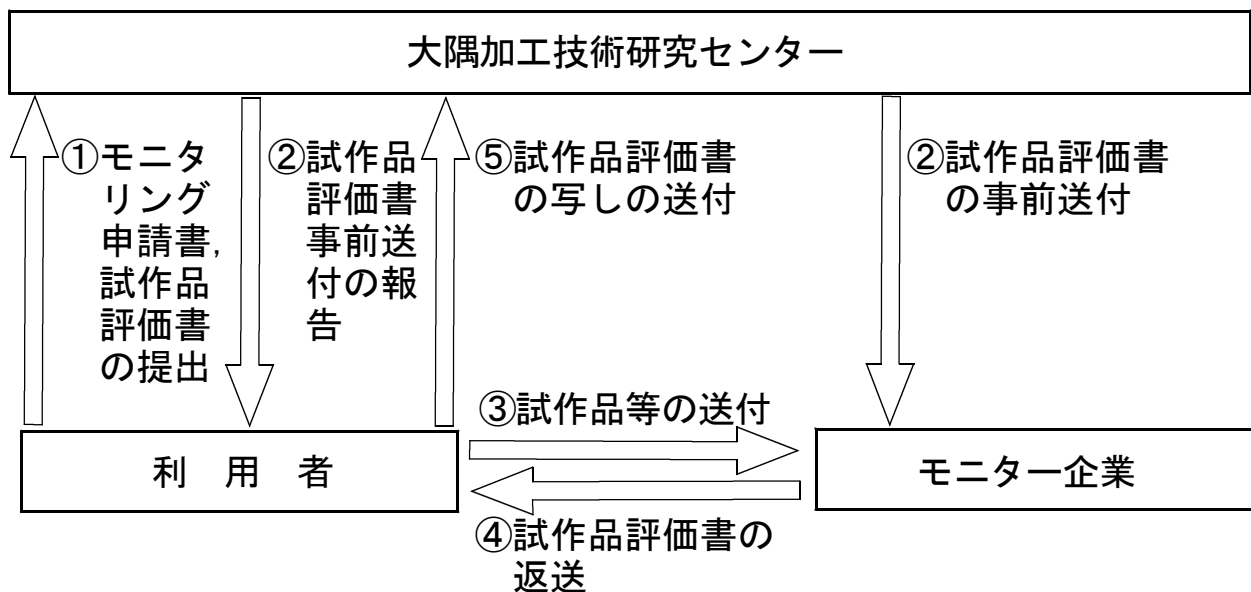 大隅加工技術研究センター
①モニタ
リング
申請書，
試作品
評価書
の提出
②試作品
評価書
事前送
付の報
告
⑤試作品評価書
の写しの送付
②試作品評価書
の事前送付
③試作品等の送付
利　用　者
モニター企業
④試作品評価書の
返送